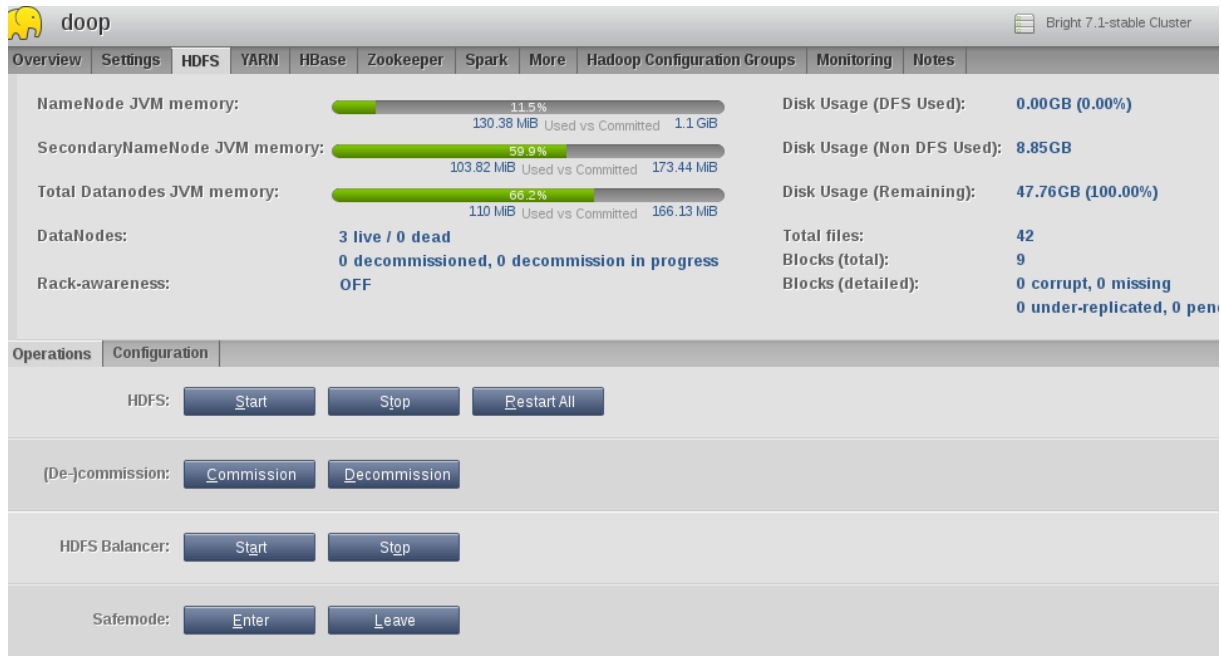 doop
Bright 7.1-stable Cluster
Overview Settings HDFS YARN HBase Zookeeper Spark More Hadoop Configuration Groups Monitoring Notes
NameNode JVM memory: 11.5% Disk Usage (DFS Used): 0.00GB (0.00%)
130.38 MiB Used vs Committed 1.1 GiB
SecondaryNameNode JVM memory: 59.9% Disk Usage (Non DFS Used): 8.85GB
103.82 MiB Used vs Committed 173.44 MiB
Total Datanodes JVM memory: 66.2% Disk Usage (Remaining): 47.76GB (100.00%)
110 MiB Used vs Committed 166.13 MiB
DataNodes: 3 live / 0 dead Total files: 42
0 decommissioned, 0 decommission in progress Blocks (total): 9
Rack-awareness: OFF Blocks (detailed): 0 corrupt, 0 missing
0 under-replicated, 0 pen
Operations Configuration
HDFS: Start Stop Restart All
(De-)commission: Commission Decommission
HDFS Balancer: Start Stop
Safemode: Enter Leave